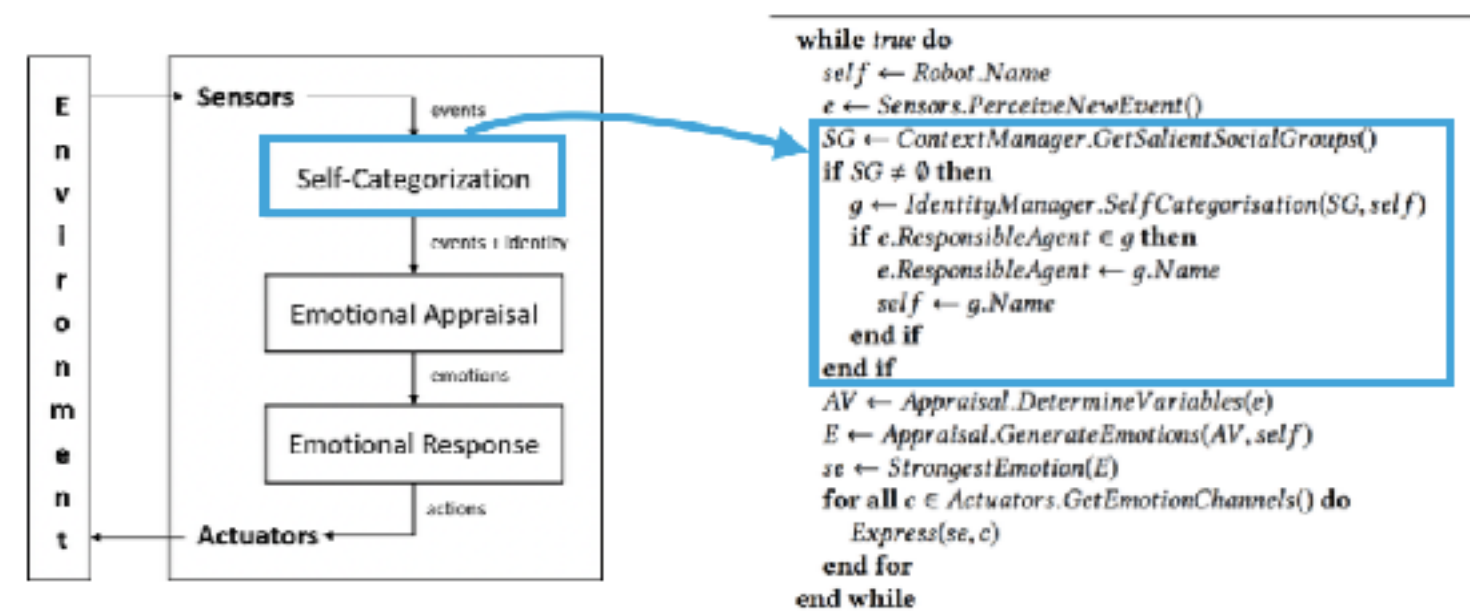 Environment
Sensors
events
Self-Categorization
events + identity
Emotional Appraisal
emotions
Emotional Response
actions
Actuators
while true do
self ← Robot.Name
e ← Sensors.PerceiveNewEvent()
SG ← ContextManager.GetSalientSocialGroups()
if SG ≠ ∅ then
g ← IdentityManager.SelfCategorisation(SG, self)
if e.ResponsibleAgent ∈ g then
e.ResponsibleAgent ← g.Name
self ← g.Name
end if
end if
AV ← Appraisal.DetermineVariables(e)
E ← Appraisal.GenerateEmotions(AV, self)
se ← StrongestEmotion(E)
for all c ∈ Actuators.GetEmotionChannels() do
Express(se, c)
end for
end while